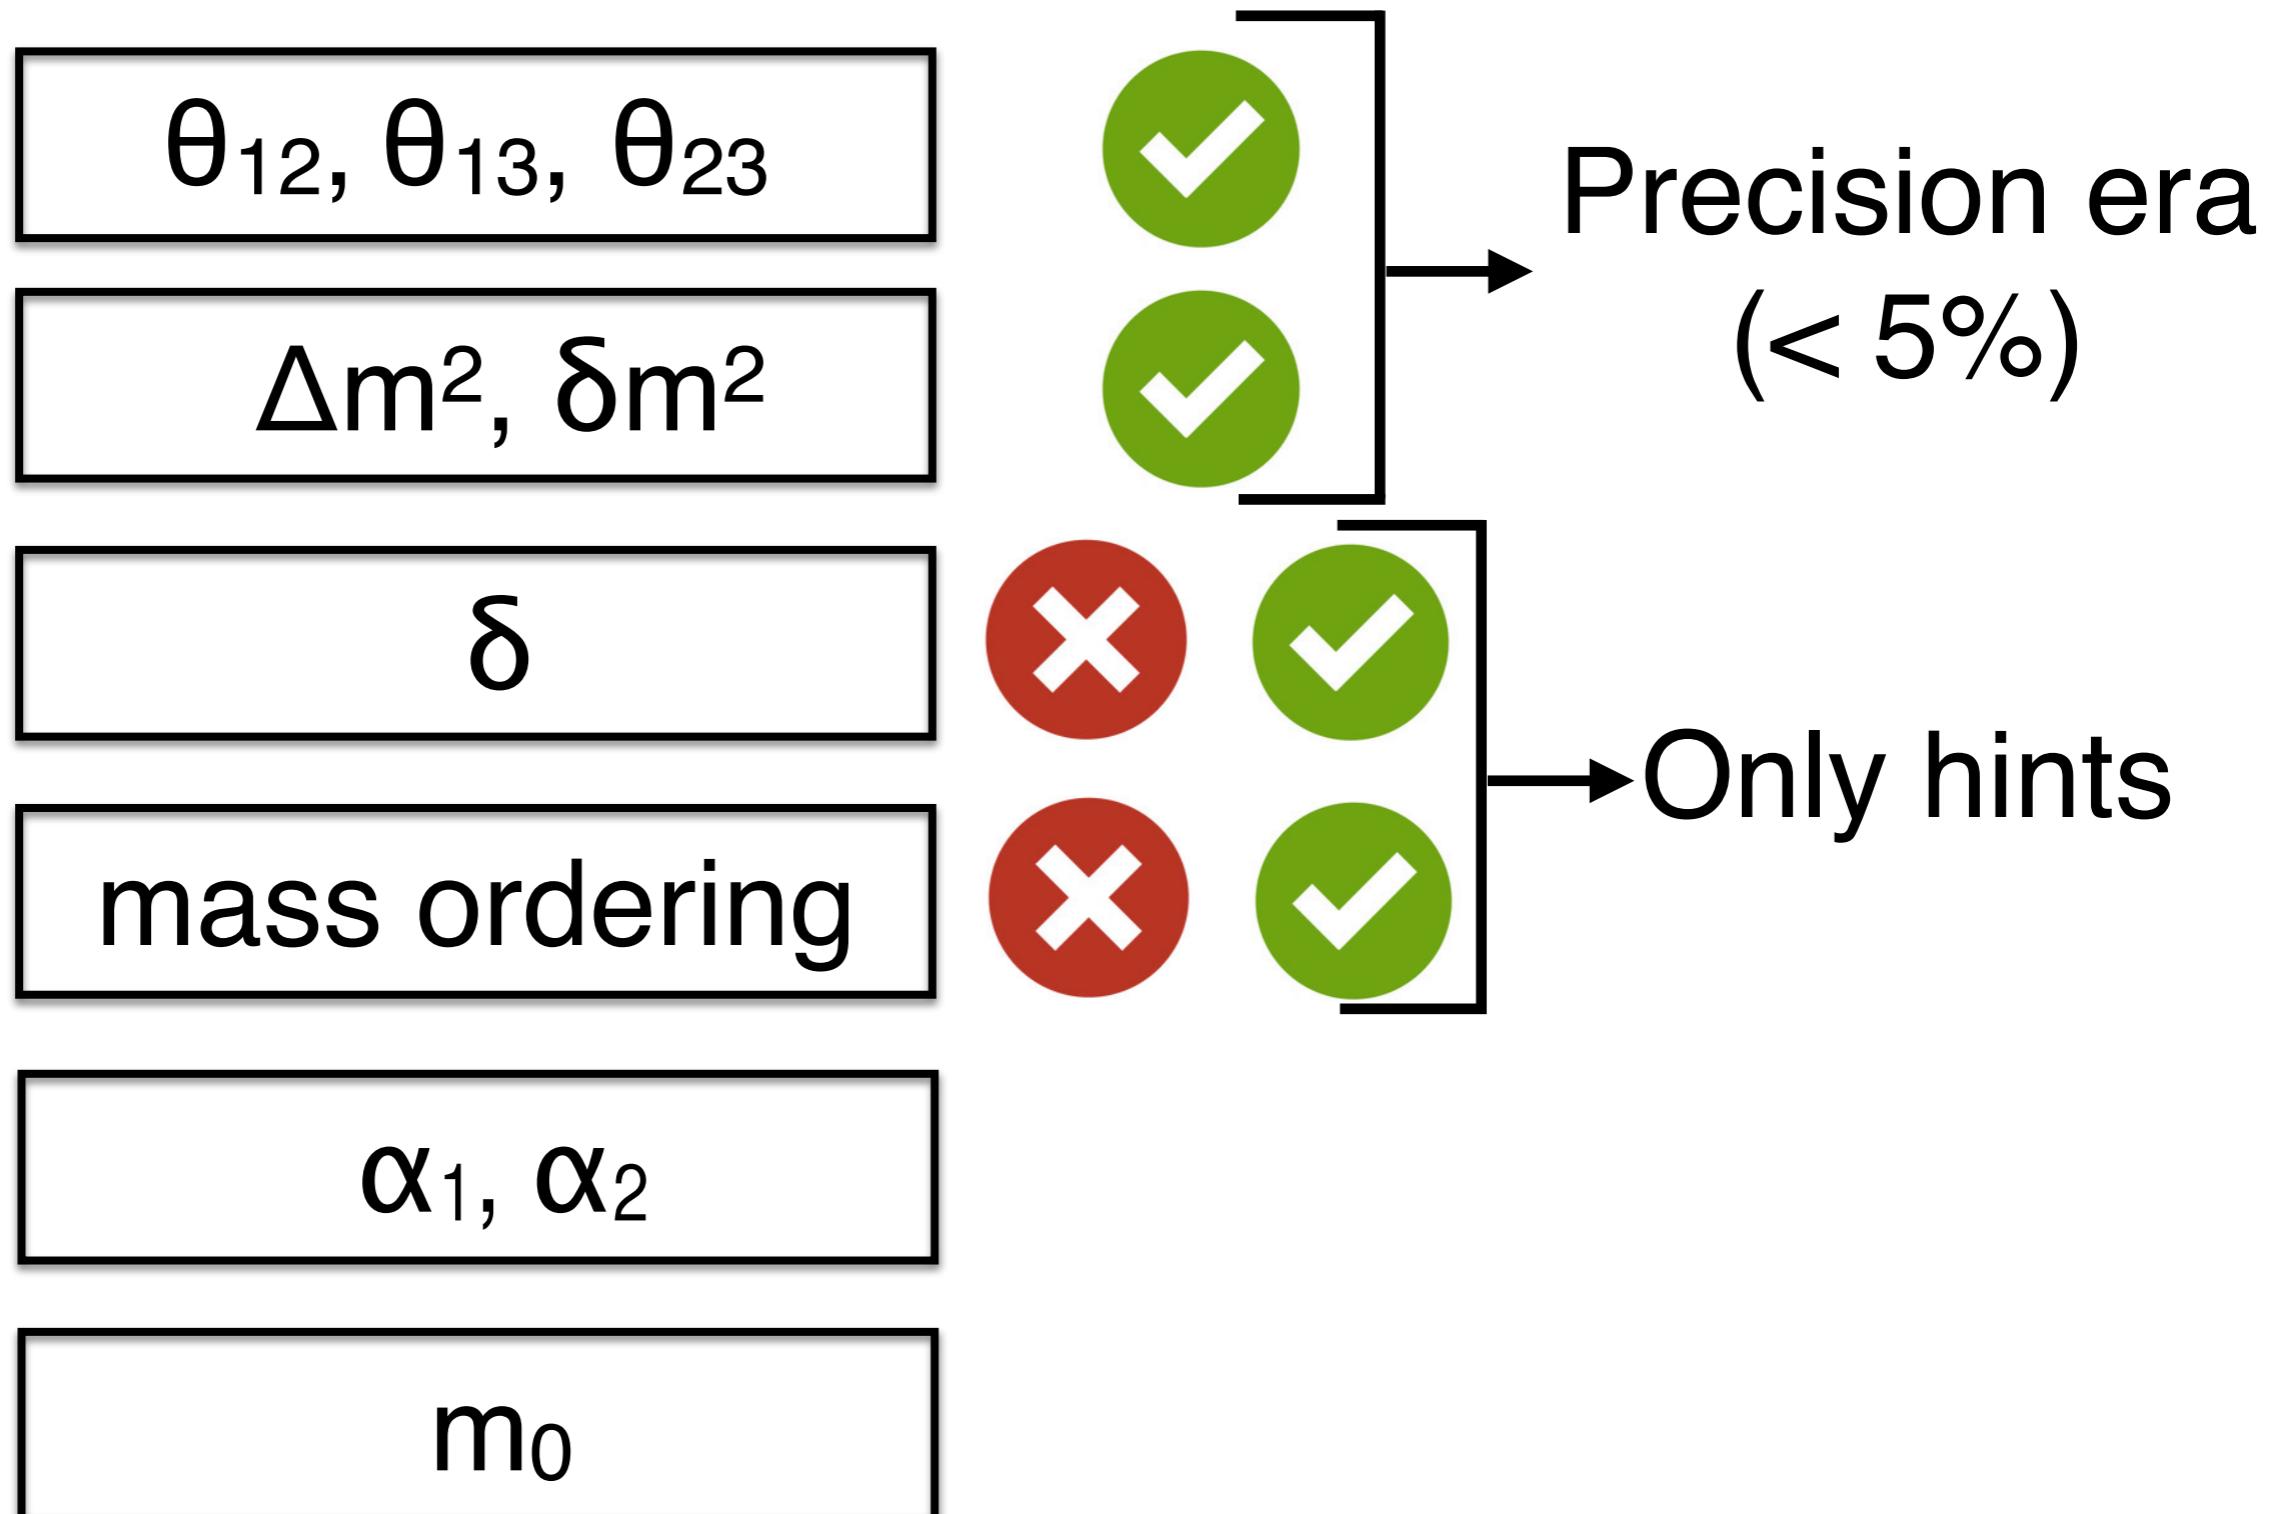 θ₁₂, θ₁₃, θ₂₃
Δm², δm²
Precision era
(< 5%)
δ
mass ordering
Only hints
α₁, α₂
m₀